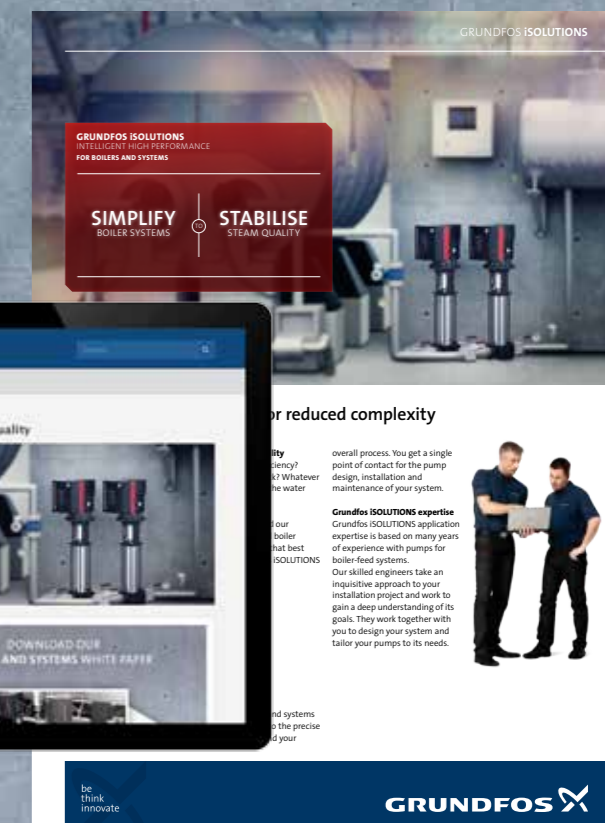 GRUNDFOS iSOLUTIONS
GRUNDFOS iSOLUTIONS
INTELLIGENT HIGH PERFORMANCE
FOR BOILERS AND SYSTEMS
SIMPLIFY TO STABILISE
BOILER SYSTEMS STEAM QUALITY
or reduced complexity
ality
ciency?
k? Whatever
he water
d our
boiler
that best
iSOLUTIONS
nd systems
o the precise
nd your
overall process. You get a single
point of contact for the pump
design, installation and
maintenance of your system.
Grundfos iSOLUTIONS expertise
Grundfos iSOLUTIONS application
expertise is based on many years
of experience with pumps for
boiler-feed systems.
Our skilled engineers take an
inquisitive approach to your
installation project and work to
gain a deep understanding of its
goals. They work together with
you to design your system and
tailor your pumps to its needs.
uality
DOWNLOAD OUR
AND SYSTEMS WHITE PAPER
be
think
innovate
GRUNDFOS